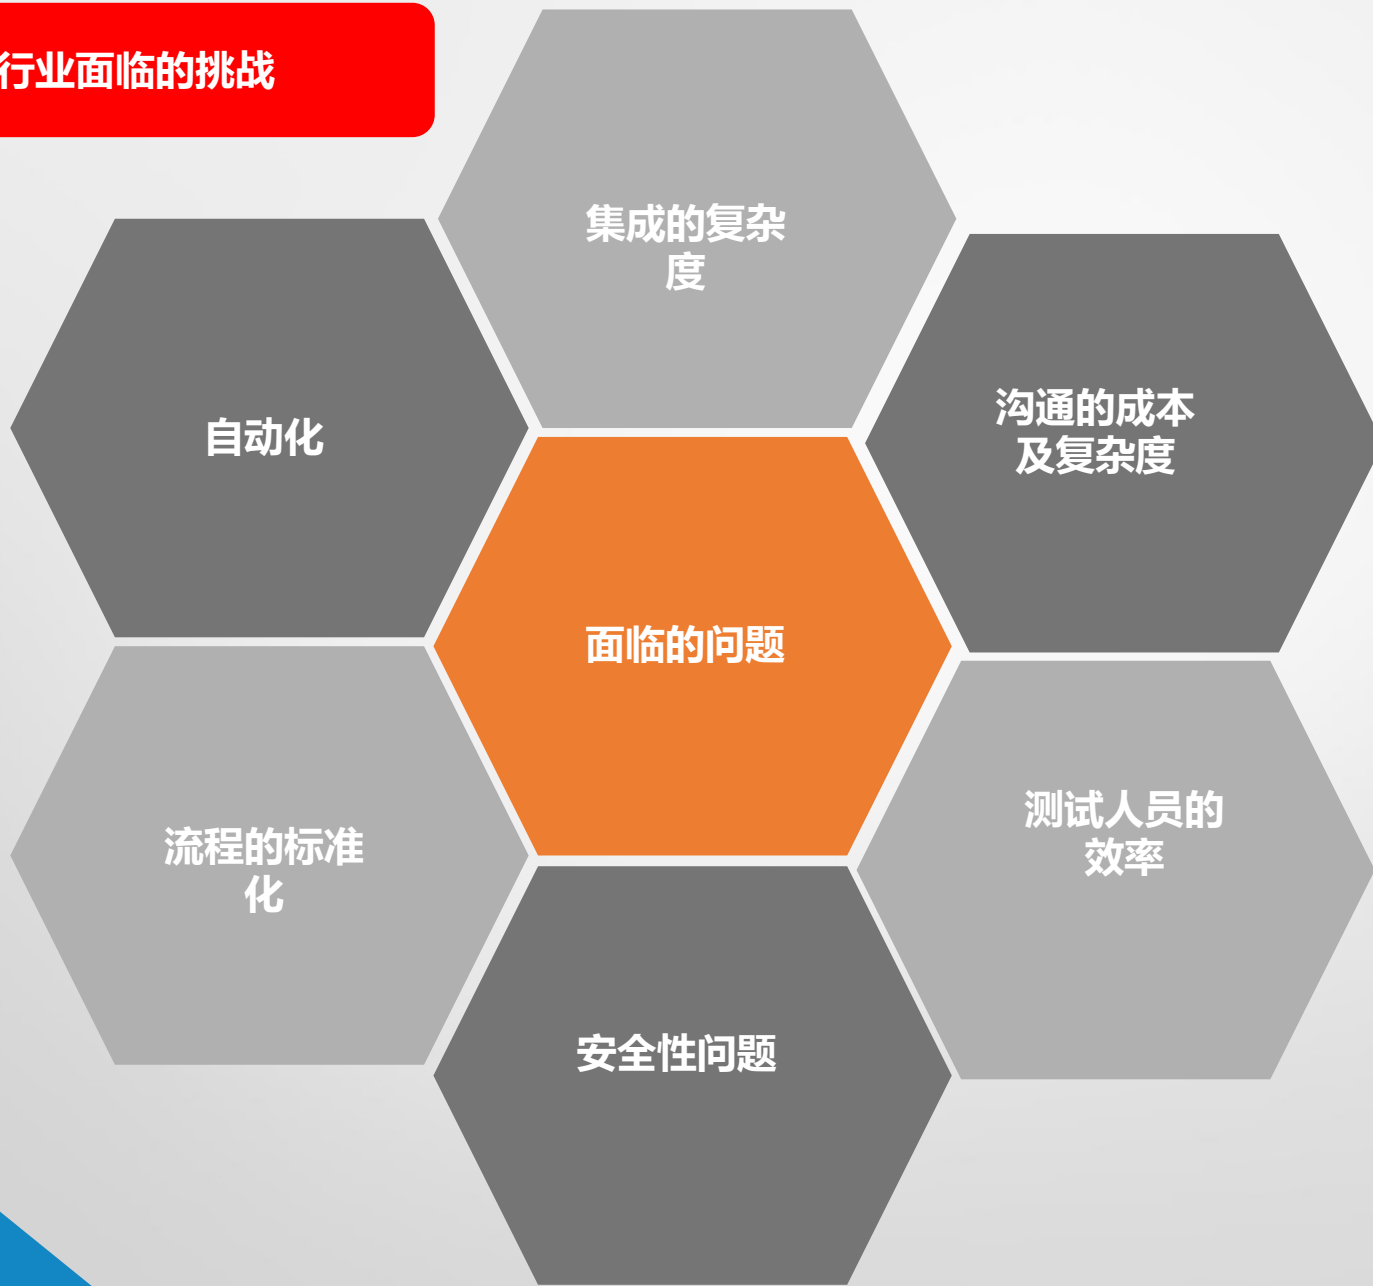 行业面临的挑战
集成的复杂
度
自动化
沟通的成本
及复杂度
面临的问题
流程的标准
化
测试人员的
效率
安全性问题